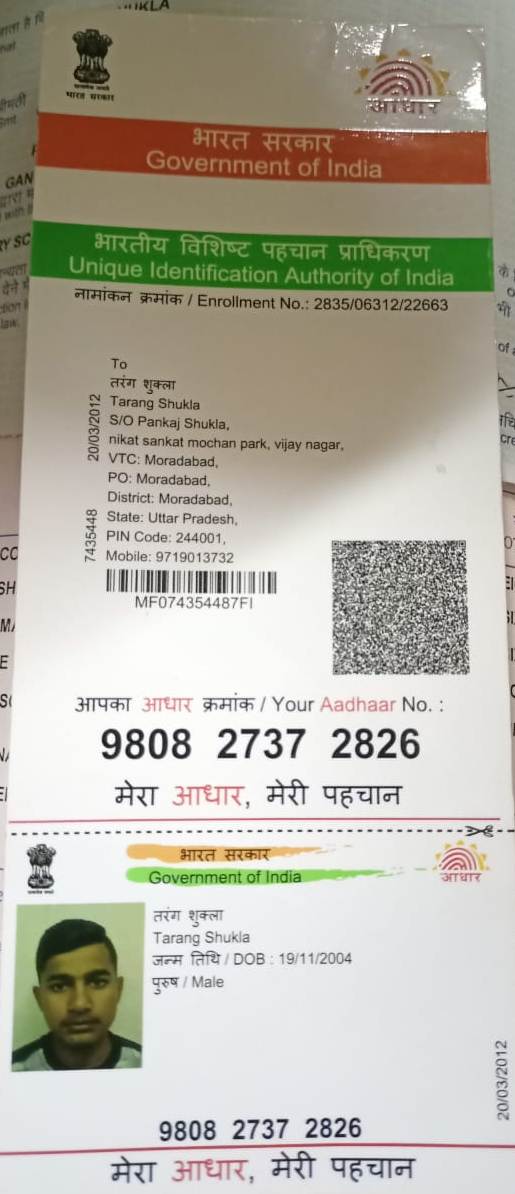 भारत सरकार
आधार
भारत सरकार
Government of India
भारतीय विशिष्ट पहचान प्राधिकरण
Unique Identification Authority of India
नामांकन क्रमांक / Enrollment No.: 2835/06312/22663
To
तरंग शुक्ला
Tarang Shukla
S/O Pankaj Shukla,
nikat sankat mochan park, vijay nagar,
VTC: Moradabad,
PO: Moradabad,
District: Moradabad,
State: Uttar Pradesh,
PIN Code: 244001,
Mobile: 9719013732
20/03/2012
7435448
MF074354487FI
आपका आधार क्रमांक / Your Aadhaar No. :
9808 2737 2826
मेरा आधार, मेरी पहचान
भारत सरकार
Government of India
आधार
तरंग शुक्ला
Tarang Shukla
जन्म तिथि / DOB : 19/11/2004
पुरुष / Male
20/03/2012
9808 2737 2826
मेरा आधार, मेरी पहचान